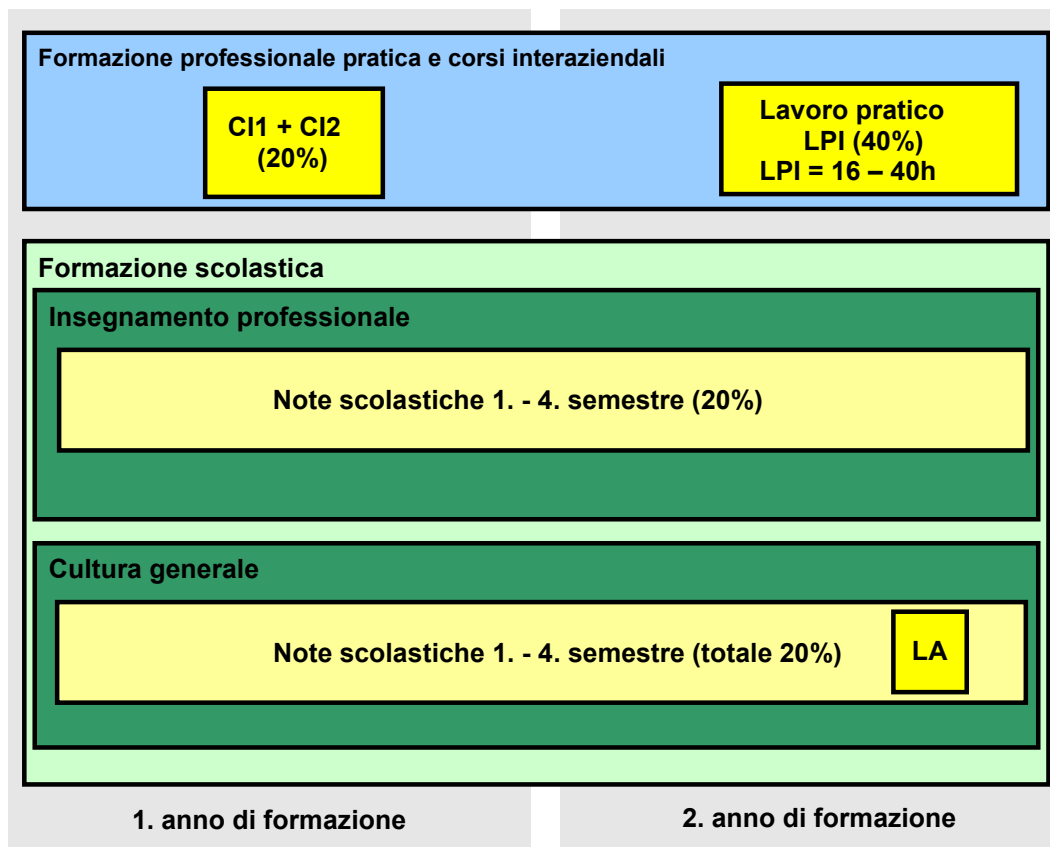 Formazione professionale pratica e corsi interaziendali
CI1 + CI2
(20%)
Lavoro pratico
LPI (40%)
LPI = 16 – 40h
Formazione scolastica
Insegnamento professionale
Note scolastiche 1. - 4. semestre (20%)
Cultura generale
Note scolastiche 1. - 4. semestre (totale 20%)
LA
1. anno di formazione
2. anno di formazione